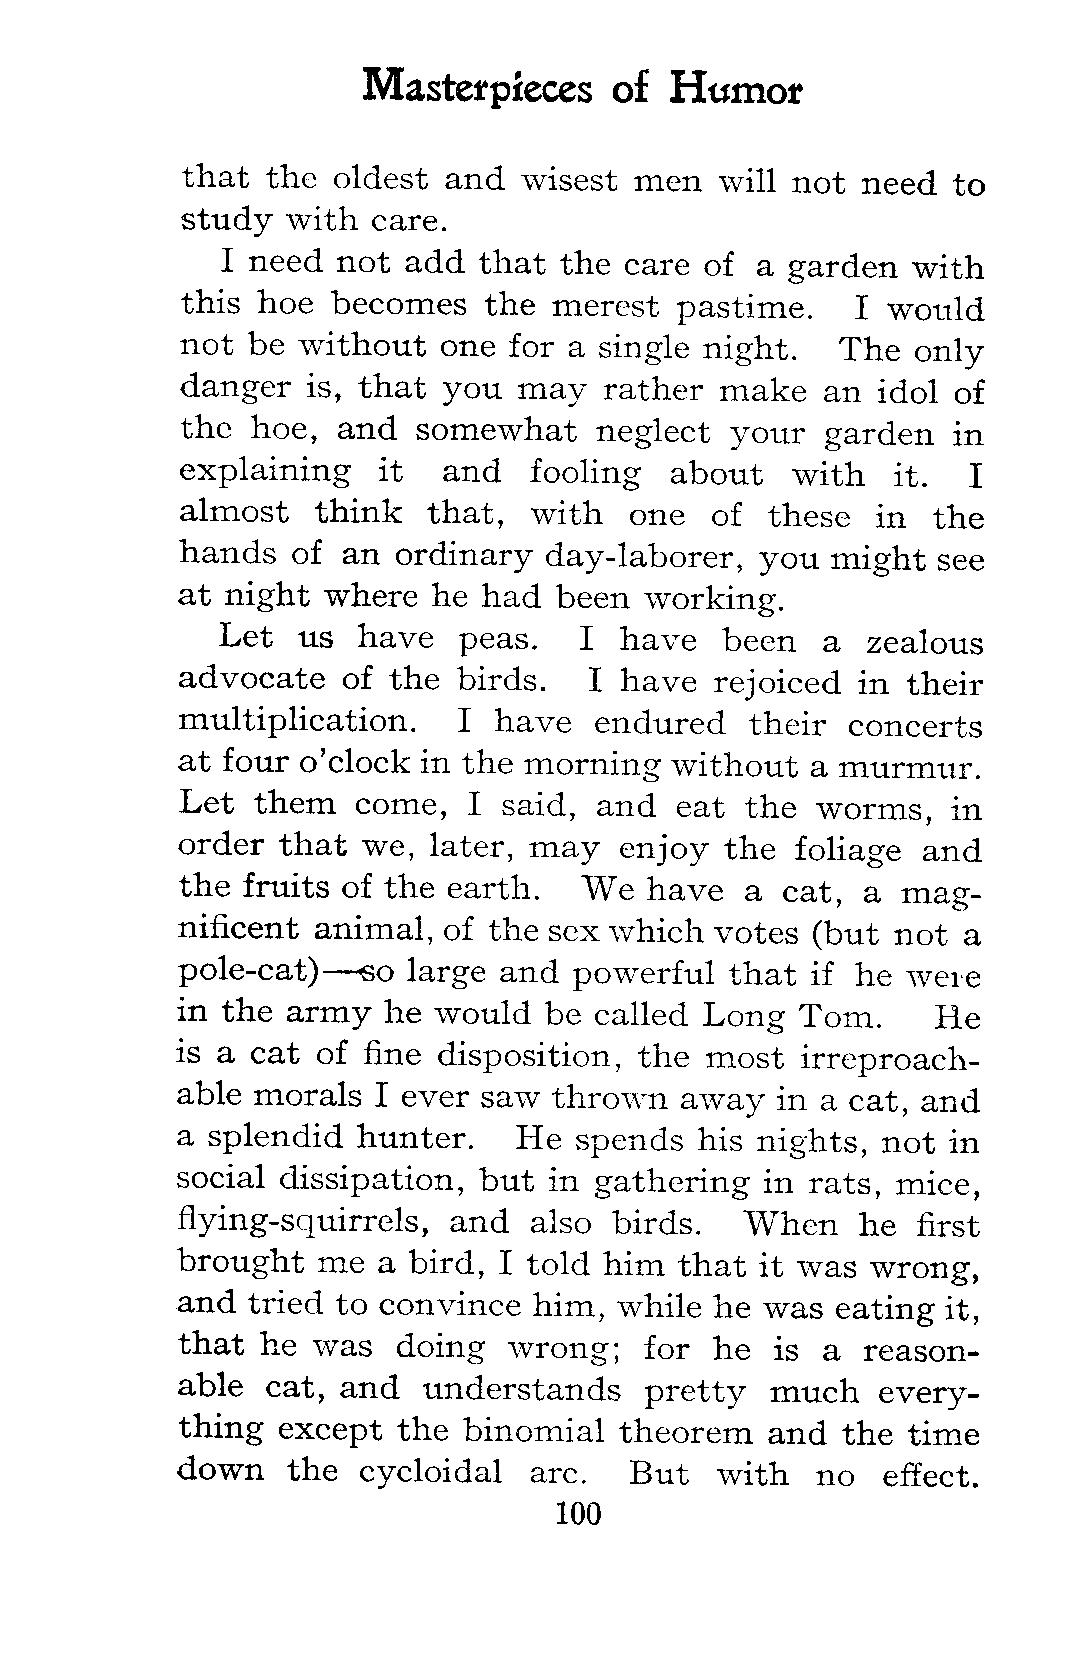 Masterpieces of Humor
that the oldest and wisest men will not need to
study with care.
I need not add that the care of a garden with
this hoe becomes the merest pastime. I would
not be without one for a single night. The only
danger is, that you may rather make an idol of
the hoe, and somewhat neglect your garden in
explaining it and fooling about with it. I
almost think that, with one of these in the
hands of an ordinary day-laborer, you might see
at night where he had been working.
Let us have peas. I have been a zealous
advocate of the birds. I have rejoiced in their
multiplication. I have endured their concerts
at four o'clock in the morning without a murmur.
Let them come, I said, and eat the worms, in
order that we, later, may enjoy the foliage and
the fruits of the earth. We have a cat, a mag-
nificent animal, of the sex which votes (but not a
pole-cat)—so large and powerful that if he were
in the army he would be called Long Tom. He
is a cat of fine disposition, the most irreproach-
able morals I ever saw thrown away in a cat, and
a splendid hunter. He spends his nights, not in
social dissipation, but in gathering in rats, mice,
flying-squirrels, and also birds. When he first
brought me a bird, I told him that it was wrong,
and tried to convince him, while he was eating it,
that he was doing wrong; for he is a reason-
able cat, and understands pretty much every-
thing except the binomial theorem and the time
down the cycloidal arc. But with no effect.
100